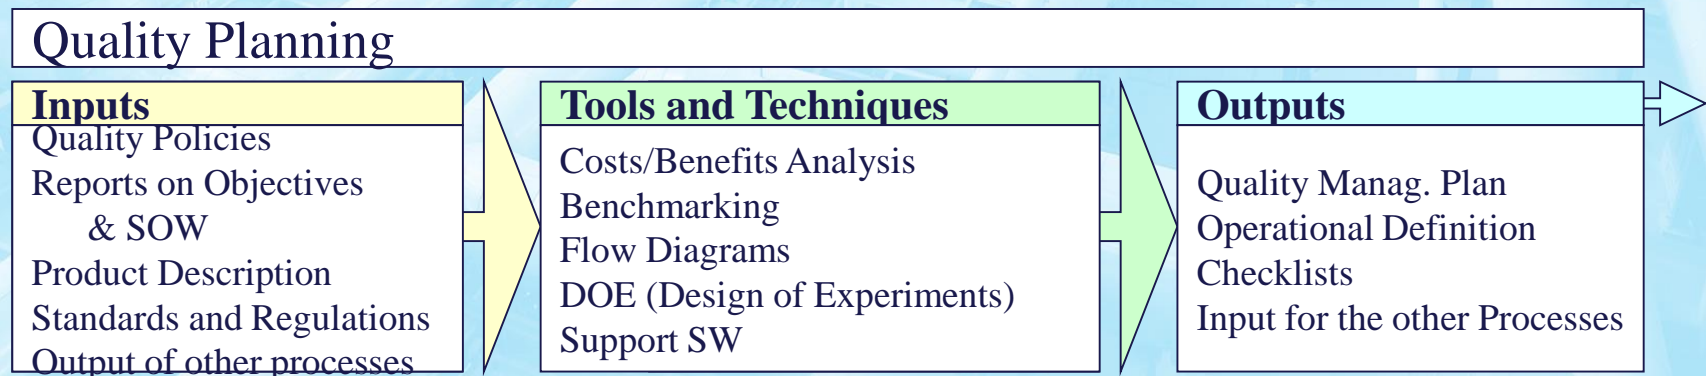 Quality Planning
Inputs
Quality Policies
Reports on Objectives
& SOW
Product Description
Standards and Regulations
Output of other processes
Tools and Techniques
Costs/Benefits Analysis
Benchmarking
Flow Diagrams
DOE (Design of Experiments)
Support SW
Outputs
Quality Manag. Plan
Operational Definition
Checklists
Input for the other Processes